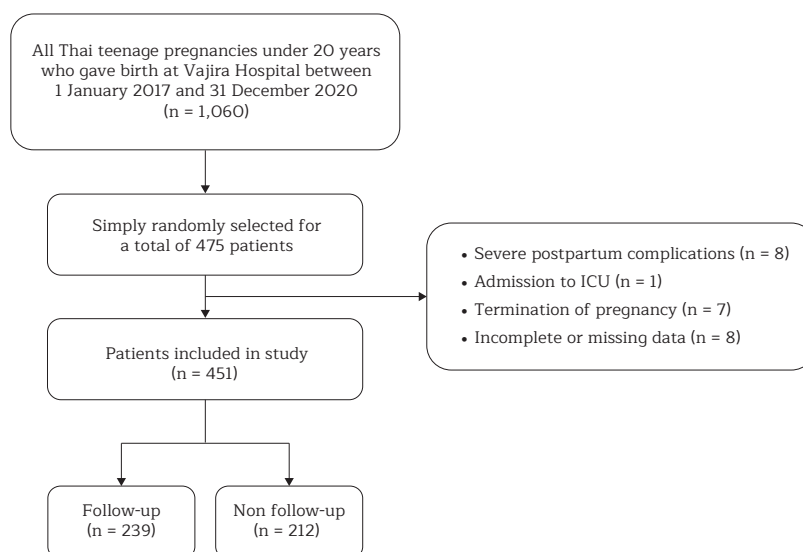 All Thai teenage pregnancies under 20 years
who gave birth at Vajira Hospital between
1 January 2017 and 31 December 2020
(n = 1,060)
Simply randomly selected for
a total of 475 patients
• Severe postpartum complications (n = 8)
• Admission to ICU (n = 1)
• Termination of pregnancy (n = 7)
• Incomplete or missing data (n = 8)
Patients included in study
(n = 451)
Follow-up
(n = 239)
Non follow-up
(n = 212)